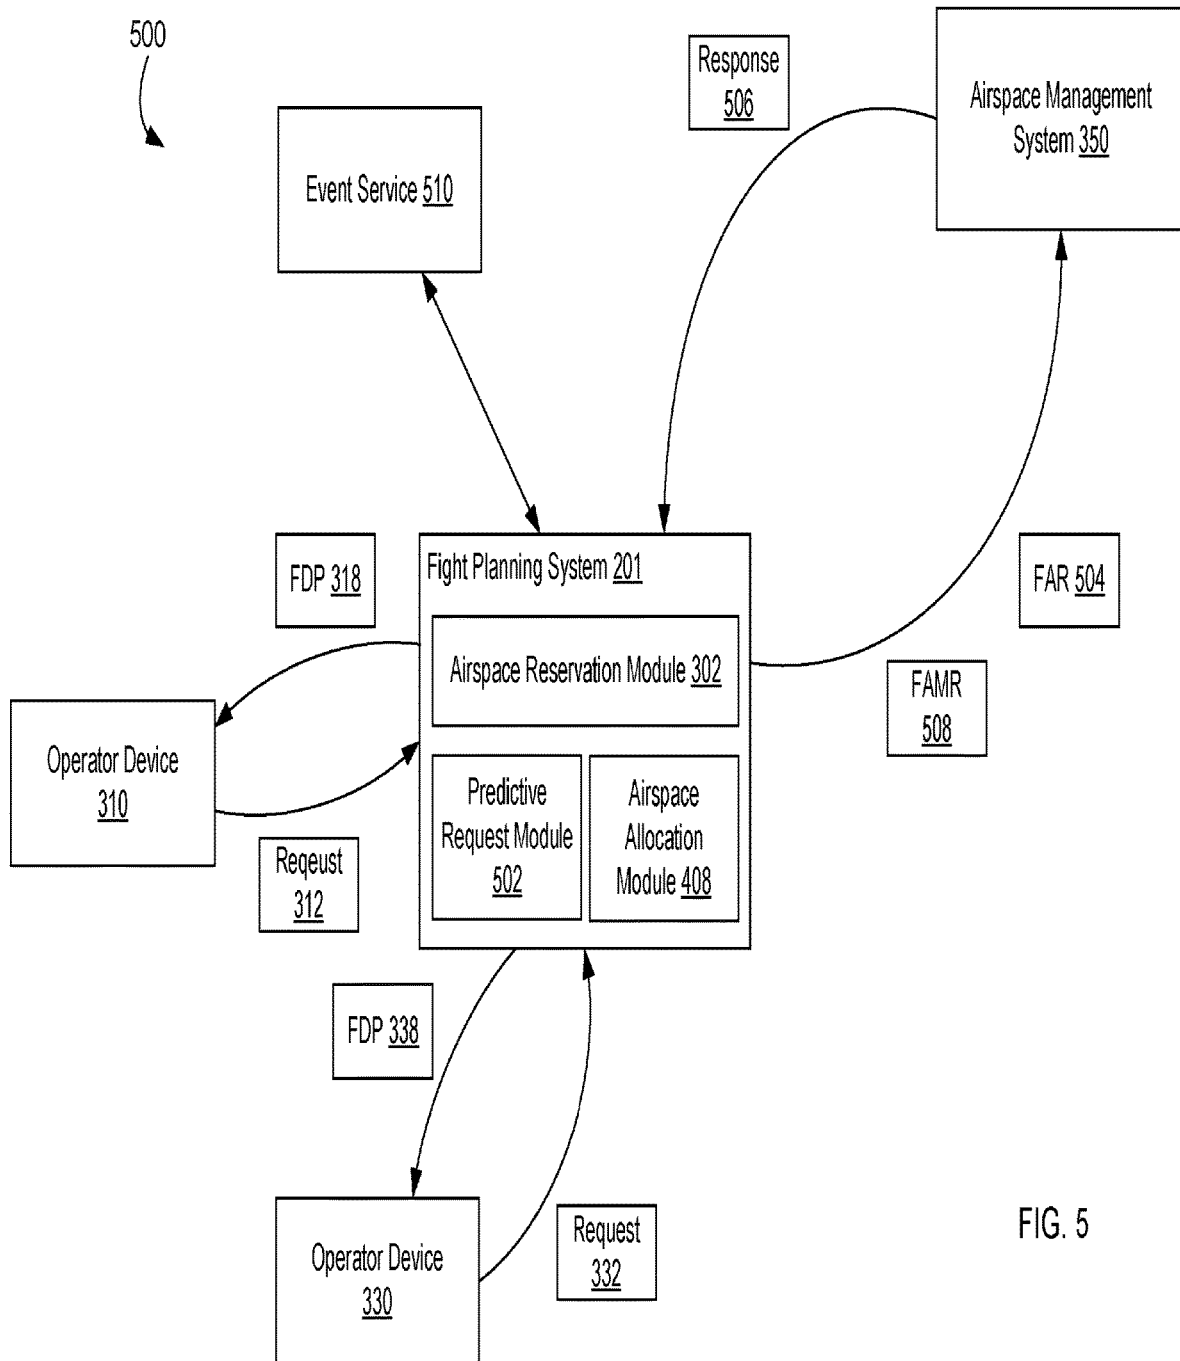 500
Response
506
Airspace Management
System 350
Event Service 510
FDP 318
Fight Planning System 201
FAR 504
Airspace Reservation Module 302
FAMR
508
Operator Device
310
Predictive
Request Module
502
Airspace
Allocation
Module 408
Reqeust
312
FDP 338
Request
332
Operator Device
330
FIG. 5